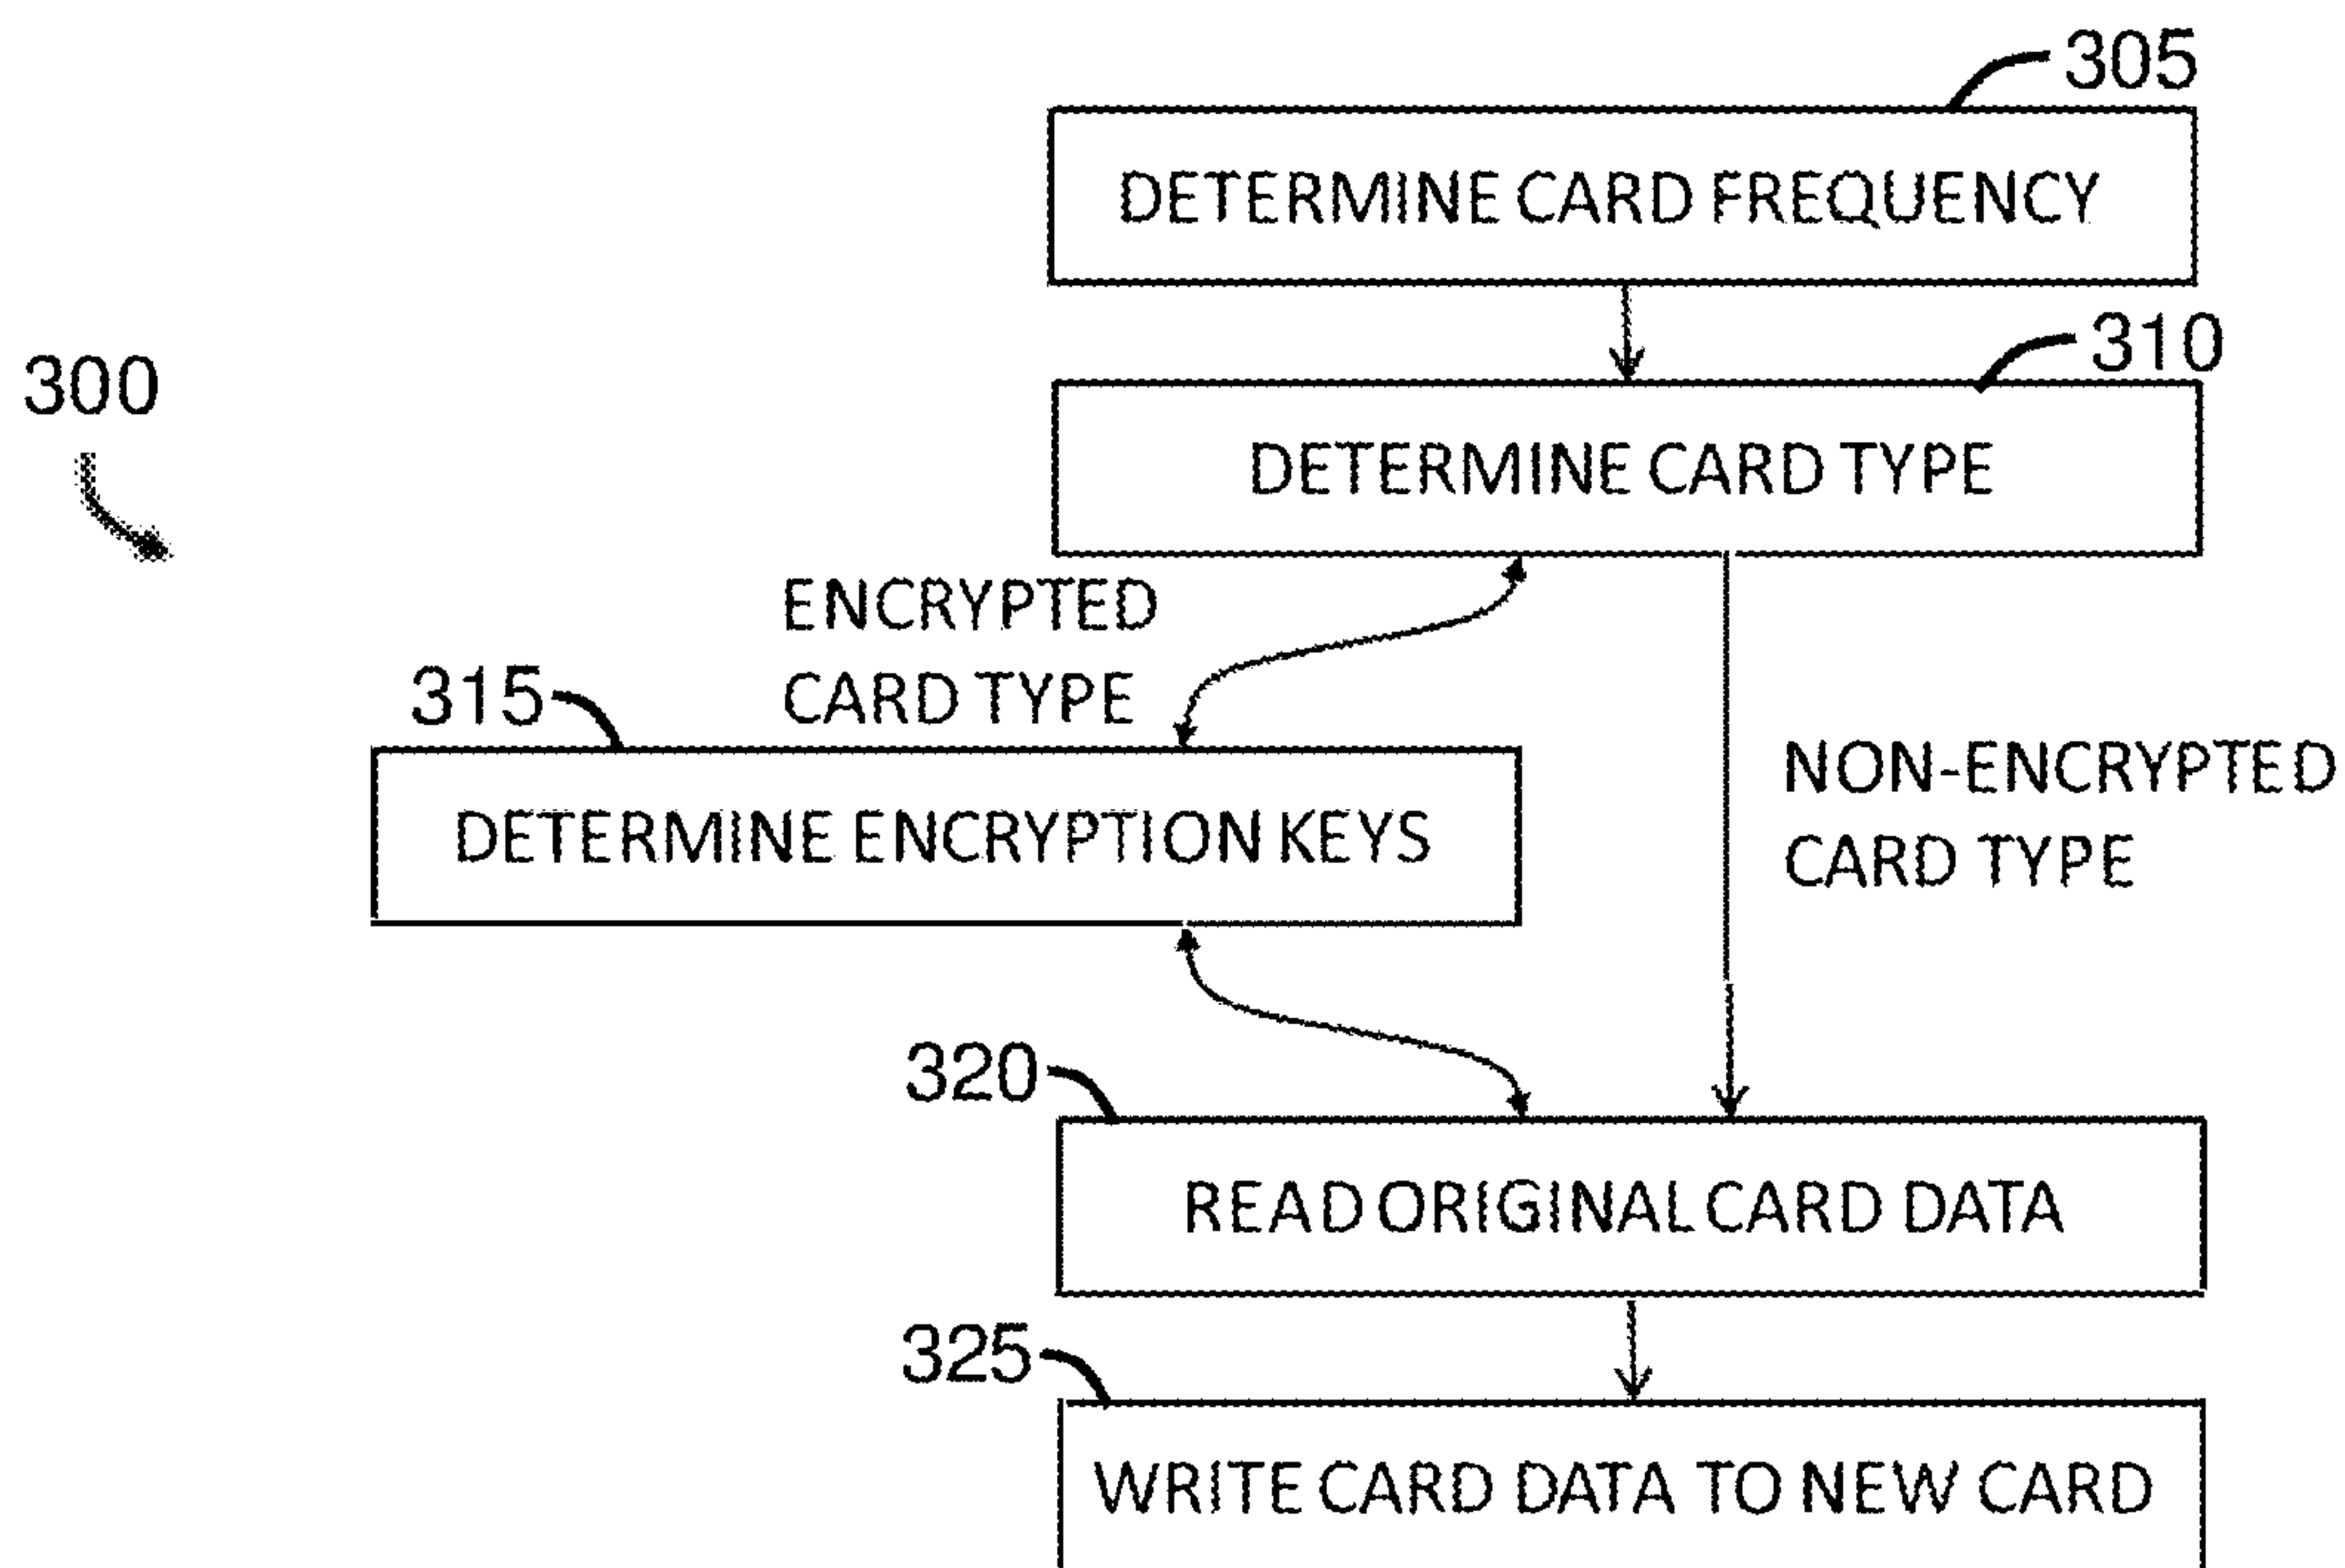 305
DETERMINE CARD FREQUENCY
310
300
DETERMINE CARD TYPE
ENCRYPTED
CARD TYPE
315
NON-ENCRYPTED
CARD TYPE
DETERMINE ENCRYPTION KEYS
320
READ ORIGINAL CARD DATA
325
WRITE CARD DATA TO NEW CARD